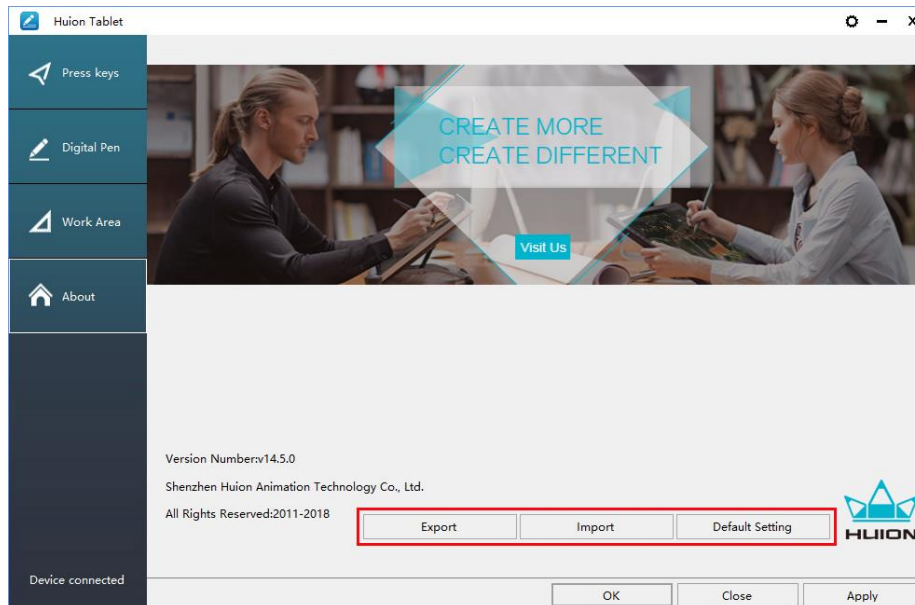 Huion Tablet
Press keys
Digital Pen
Work Area
About
Device connected
CREATE MORE
CREATE DIFFERENT
Visit Us
Version Number:v14.5.0
Shenzhen Huion Animation Technology Co., Ltd.
All Rights Reserved:2011-2018
Export Import Default Setting
HUION
OK Close Apply